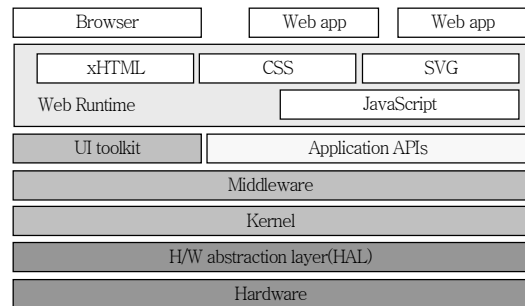 Browser Web app Web app
xHTML CSS SVG
Web Runtime JavaScript
UI toolkit Application APIs
Middleware
Kernel
H/W abstraction layer(HAL)
Hardware